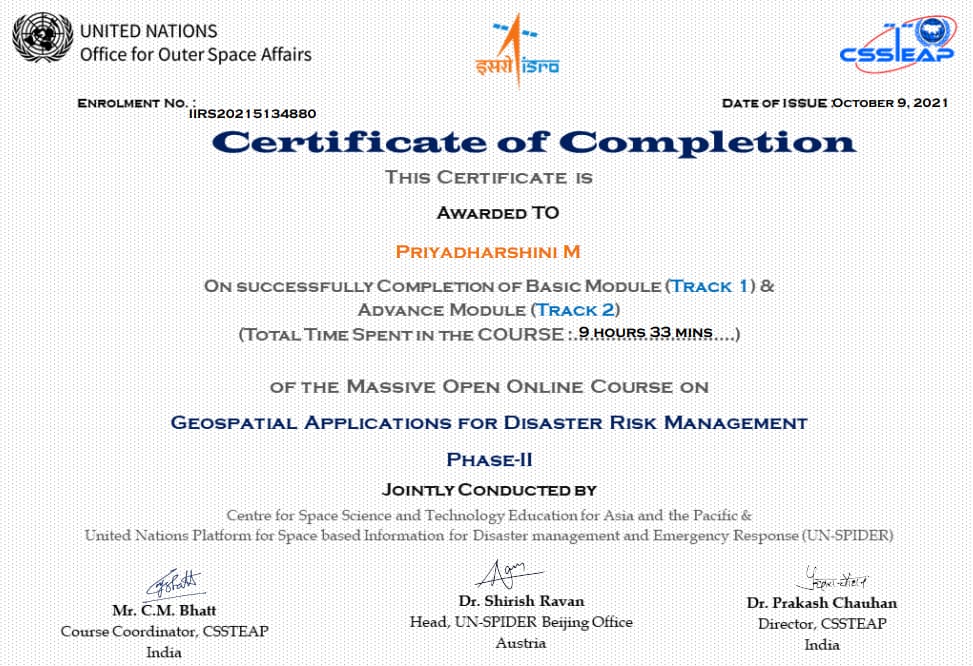 UNITED NATIONS
Office for Outer Space Affairs
इसरो isro
CSSTEAP
Enrolment No. :
IIRS20215134880
Date of Issue :October 9, 2021
Certificate of Completion
This Certificate is
Awarded TO
Priyadharshini M
On successfully Completion of Basic Module (Track 1) &
Advance Module (Track 2)
(Total Time Spent in the COURSE :.9 hours 33 mins....)
of the Massive Open Online Course on
Geospatial Applications for Disaster Risk Management
Phase-II
Jointly Conducted by
Centre for Space Science and Technology Education for Asia and the Pacific &
United Nations Platform for Space based Information for Disaster management and Emergency Response (UN-SPIDER)
Mr. C.M. Bhatt
Course Coordinator, CSSTEAP
India
Dr. Shirish Ravan
Head, UN-SPIDER Beijing Office
Austria
Dr. Prakash Chauhan
Director, CSSTEAP
India